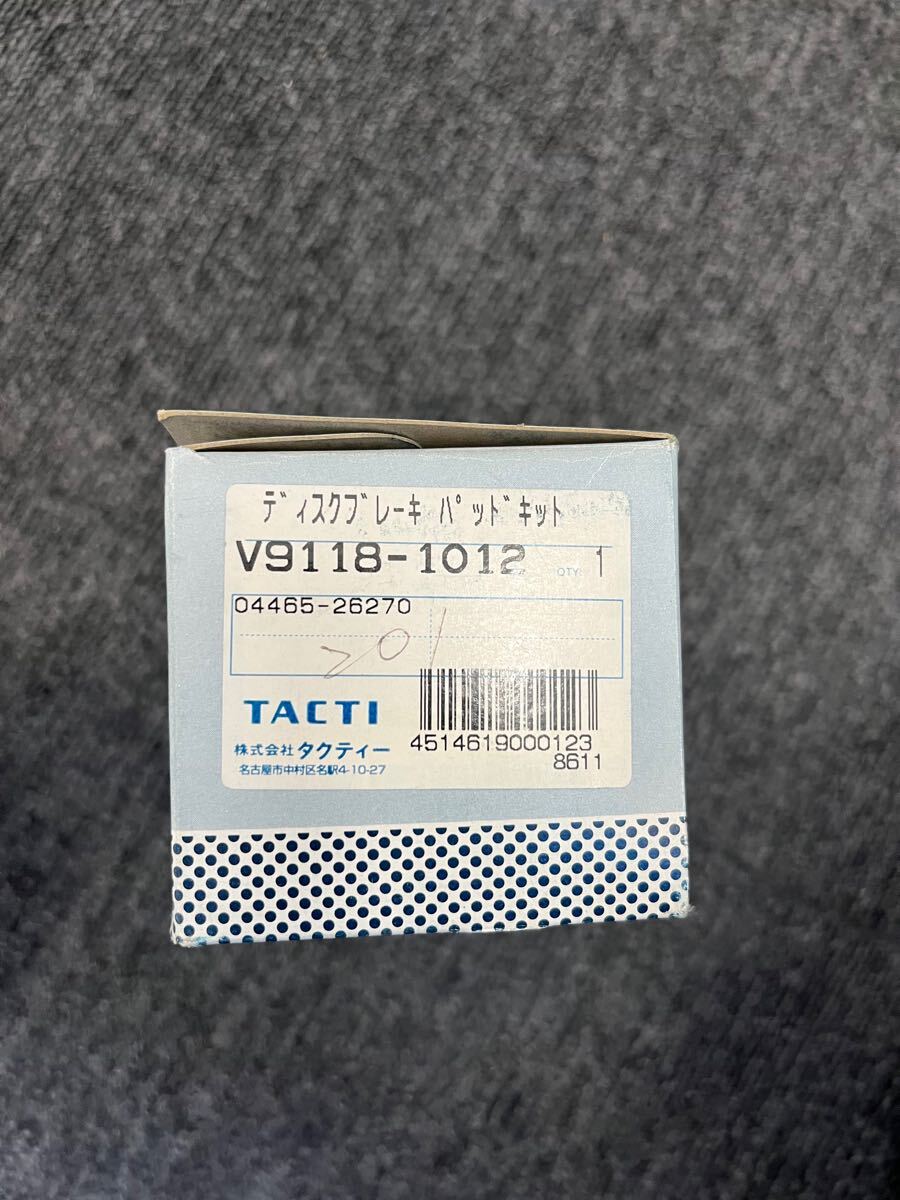 ﾃﾞｨｽｸﾌﾞﾚｰｷ ﾊﾟｯﾄﾞｷｯﾄ
V9118-1012 QTY: 1
04465-26270
201
TACTI
株式会社 タクティー
名古屋市中村区名駅4-10-27
4514619000123
8611